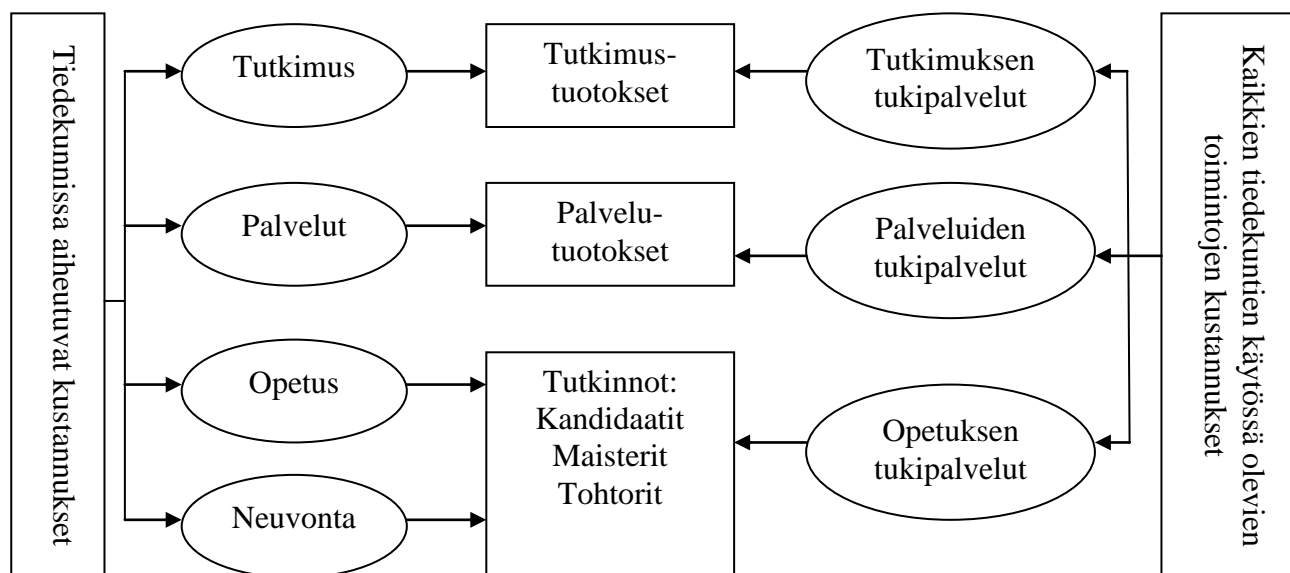 Tiedekunnissa aiheutuvat kustannukset
Tutkimus
Palvelut
Opetus
Neuvonta
Tutkimus-
tuotokset
Palvelu-
tuotokset
Tutkinnot:
Kandidaatit
Maisterit
Tohtorit
Tutkimuksen
tukipalvelut
Palveluiden
tukipalvelut
Opetuksen
tukipalvelut
Kaikkien tiedekuntien käytössä olevien
toimintojen kustannukset